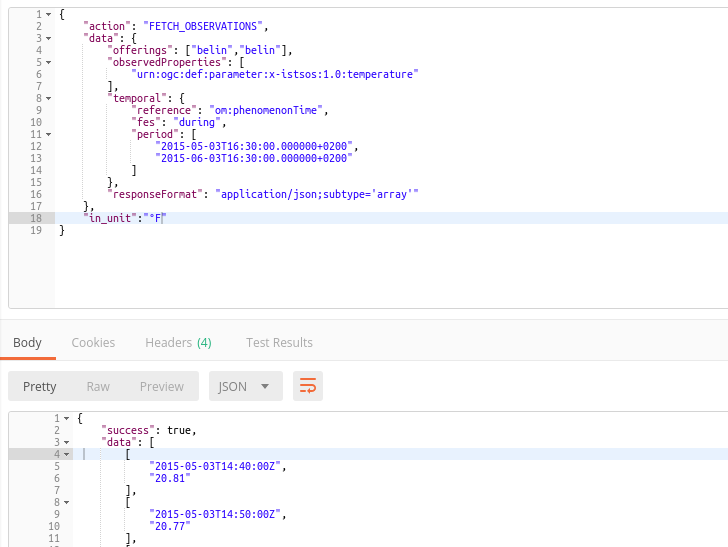 1 {
2 "action": "FETCH_OBSERVATIONS",
3 "data": {
4 "offerings": ["belin","belin"],
5 "observedProperties": [
6 "urn:ogc:def:parameter:x-istsos:1.0:temperature"
7 ],
8 "temporal": {
9 "reference": "om:phenomenonTime",
10 "fes": "during",
11 "period": [
12 "2015-05-03T16:30:00.000000+0200",
13 "2015-06-03T16:30:00.000000+0200"
14 ]
15 },
16 "responseFormat": "application/json;subtype='array'"
17 },
18 "in_unit":"°F"
19 }
Body Cookies Headers (4) Test Results
Pretty Raw Preview JSON
1 {
2 "success": true,
3 "data": [
4 [
5 "2015-05-03T14:40:00Z",
6 "20.81"
7 ],
8 [
9 "2015-05-03T14:50:00Z",
10 "20.77"
11 ],